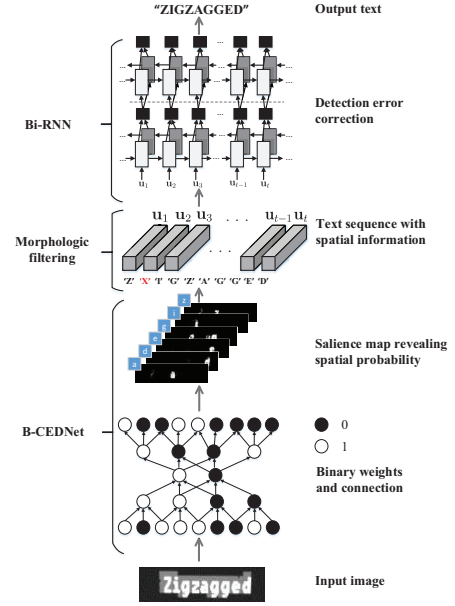 "ZIGZAGGED"
Output text
... ...
... ...
Bi-RNN
Detection error
correction
... ...
... ...
u1 u2 u3 ut−1 ut
u1 u2 u3 . . . ut−1 ut
Text sequence with
spatial information
Morphologic
filtering
. . .
'Z' 'X' 'I' 'G' 'Z' 'A' 'G' 'G' 'E' 'D'
z
i
g
e
d
a
Salience map revealing
spatial probability
B-CEDNet
0
1
Binary weights
and connection
Zigzagged
Input image